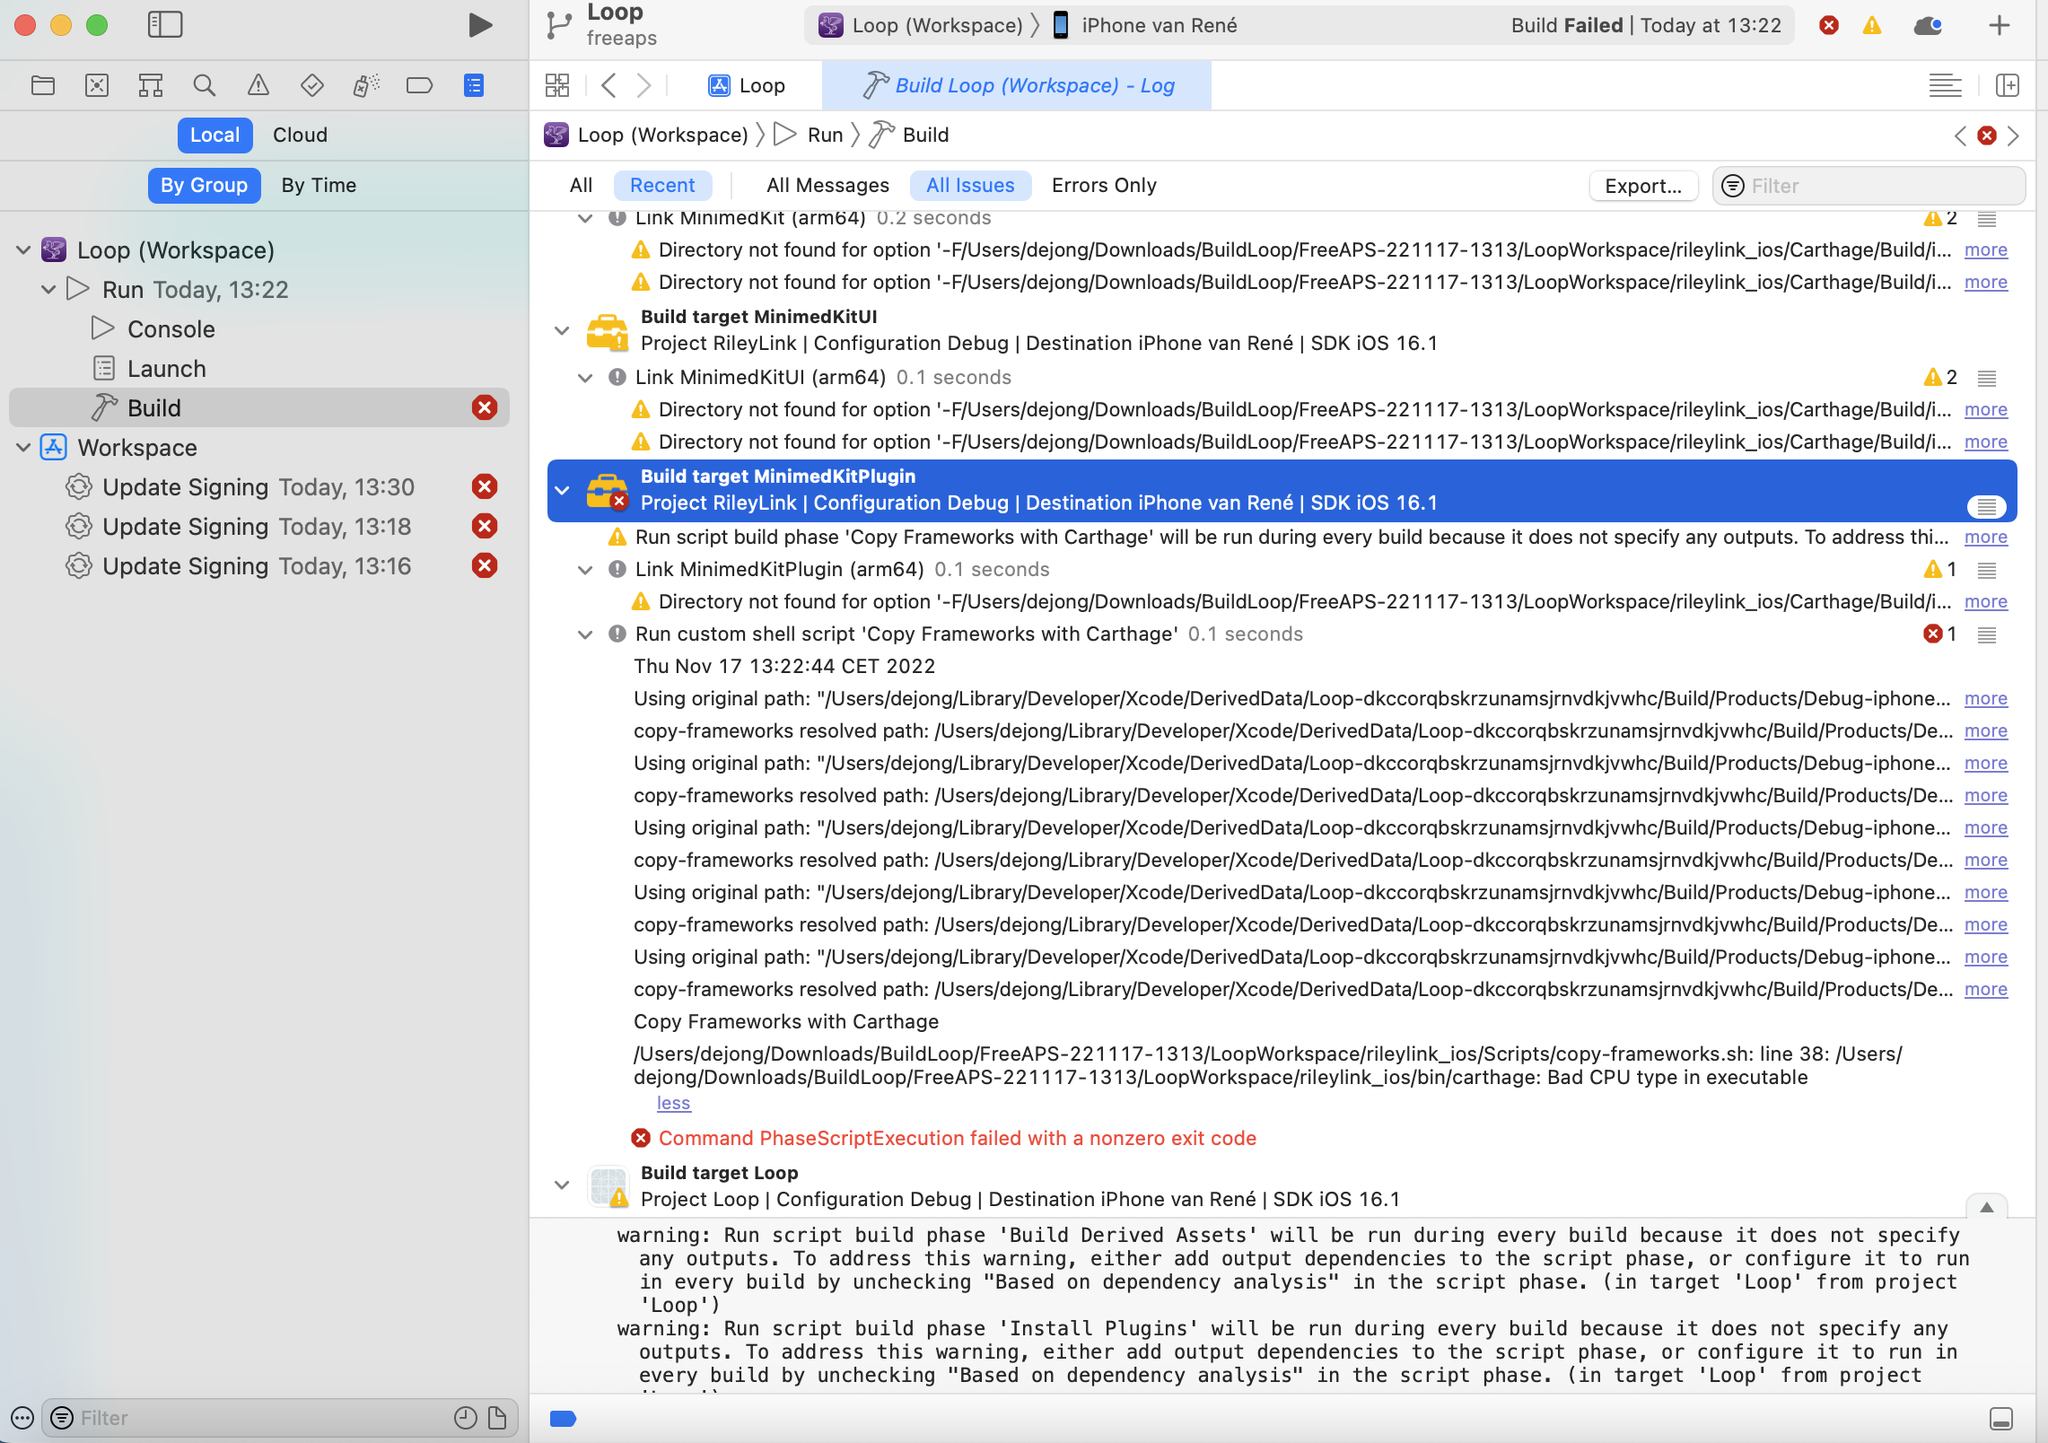 Loop
freeaps
Loop (Workspace) 〉 iPhone van René
Build Failed | Today at 13:22
Loop
Build Loop (Workspace) - Log
Local
Cloud
By Group
By Time
Loop (Workspace)
Run Today, 13:22
Console
Launch
Build
Workspace
Update Signing Today, 13:30
Update Signing Today, 13:18
Update Signing Today, 13:16
Filter
Loop (Workspace) 〉 Run 〉 Build
All Recent All Messages All Issues Errors Only Export... Filter
Link MinimedKit (arm64) 0.2 seconds 2
Directory not found for option '-F/Users/dejong/Downloads/BuildLoop/FreeAPS-221117-1313/LoopWorkspace/rileylink_ios/Carthage/Build/i... more
Directory not found for option '-F/Users/dejong/Downloads/BuildLoop/FreeAPS-221117-1313/LoopWorkspace/rileylink_ios/Carthage/Build/i... more
Build target MinimedKitUI
Project RileyLink | Configuration Debug | Destination iPhone van René | SDK iOS 16.1
Link MinimedKitUI (arm64) 0.1 seconds 2
Directory not found for option '-F/Users/dejong/Downloads/BuildLoop/FreeAPS-221117-1313/LoopWorkspace/rileylink_ios/Carthage/Build/i... more
Directory not found for option '-F/Users/dejong/Downloads/BuildLoop/FreeAPS-221117-1313/LoopWorkspace/rileylink_ios/Carthage/Build/i... more
Build target MinimedKitPlugin
Project RileyLink | Configuration Debug | Destination iPhone van René | SDK iOS 16.1
Run script build phase 'Copy Frameworks with Carthage' will be run during every build because it does not specify any outputs. To address thi... more
Link MinimedKitPlugin (arm64) 0.1 seconds 1
Directory not found for option '-F/Users/dejong/Downloads/BuildLoop/FreeAPS-221117-1313/LoopWorkspace/rileylink_ios/Carthage/Build/i... more
Run custom shell script 'Copy Frameworks with Carthage' 0.1 seconds 1
Thu Nov 17 13:22:44 CET 2022
Using original path: "/Users/dejong/Library/Developer/Xcode/DerivedData/Loop-dkccorqbskrzunamsjrnvdkjvwhc/Build/Products/Debug-iphone... more
copy-frameworks resolved path: /Users/dejong/Library/Developer/Xcode/DerivedData/Loop-dkccorqbskrzunamsjrnvdkjvwhc/Build/Products/De... more
Using original path: "/Users/dejong/Library/Developer/Xcode/DerivedData/Loop-dkccorqbskrzunamsjrnvdkjvwhc/Build/Products/Debug-iphone... more
copy-frameworks resolved path: /Users/dejong/Library/Developer/Xcode/DerivedData/Loop-dkccorqbskrzunamsjrnvdkjvwhc/Build/Products/De... more
Using original path: "/Users/dejong/Library/Developer/Xcode/DerivedData/Loop-dkccorqbskrzunamsjrnvdkjvwhc/Build/Products/Debug-iphone... more
copy-frameworks resolved path: /Users/dejong/Library/Developer/Xcode/DerivedData/Loop-dkccorqbskrzunamsjrnvdkjvwhc/Build/Products/De... more
Using original path: "/Users/dejong/Library/Developer/Xcode/DerivedData/Loop-dkccorqbskrzunamsjrnvdkjvwhc/Build/Products/Debug-iphone... more
copy-frameworks resolved path: /Users/dejong/Library/Developer/Xcode/DerivedData/Loop-dkccorqbskrzunamsjrnvdkjvwhc/Build/Products/De... more
Using original path: "/Users/dejong/Library/Developer/Xcode/DerivedData/Loop-dkccorqbskrzunamsjrnvdkjvwhc/Build/Products/Debug-iphone... more
copy-frameworks resolved path: /Users/dejong/Library/Developer/Xcode/DerivedData/Loop-dkccorqbskrzunamsjrnvdkjvwhc/Build/Products/De... more
Copy Frameworks with Carthage
/Users/dejong/Downloads/BuildLoop/FreeAPS-221117-1313/LoopWorkspace/rileylink_ios/Scripts/copy-frameworks.sh: line 38: /Users/
dejong/Downloads/BuildLoop/FreeAPS-221117-1313/LoopWorkspace/rileylink_ios/bin/carthage: Bad CPU type in executable
less
Command PhaseScriptExecution failed with a nonzero exit code
Build target Loop
Project Loop | Configuration Debug | Destination iPhone van René | SDK iOS 16.1
warning: Run script build phase 'Build Derived Assets' will be run during every build because it does not specify
any outputs. To address this warning, either add output dependencies to the script phase, or configure it to run
in every build by unchecking "Based on dependency analysis" in the script phase. (in target 'Loop' from project
'Loop')
warning: Run script build phase 'Install Plugins' will be run during every build because it does not specify any
outputs. To address this warning, either add output dependencies to the script phase, or configure it to run in
every build by unchecking "Based on dependency analysis" in the script phase. (in target 'Loop' from project